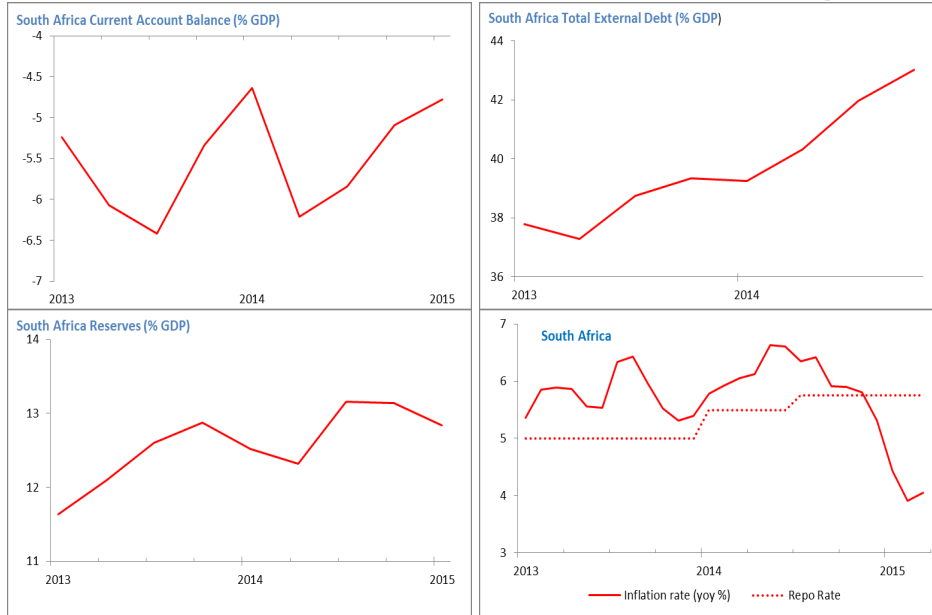 South Africa Current Account Balance (% GDP)
-4
-4.5
-5
-5.5
-6
-6.5
-7
2013 2014 2015
South Africa Total External Debt (% GDP)
44
42
40
38
36
2013 2014
South Africa Reserves (% GDP)
14
13
12
11
2013 2014 2015
South Africa
7
6
5
4
3
2013 2014 2015
Inflation rate (yoy %) Repo Rate